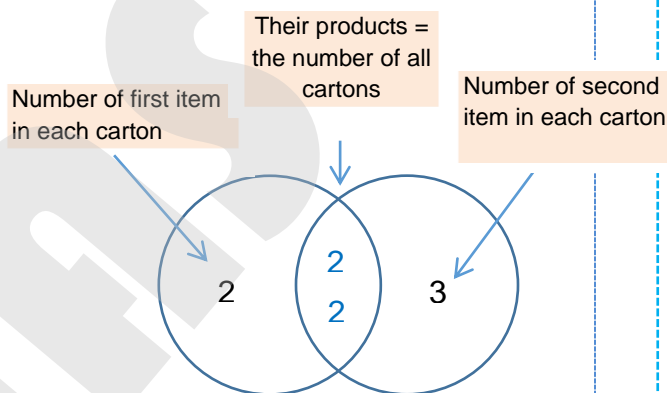 Their products =
the number of all
cartons
Number of first item
in each carton
Number of second
item in each carton
2
2
2
3